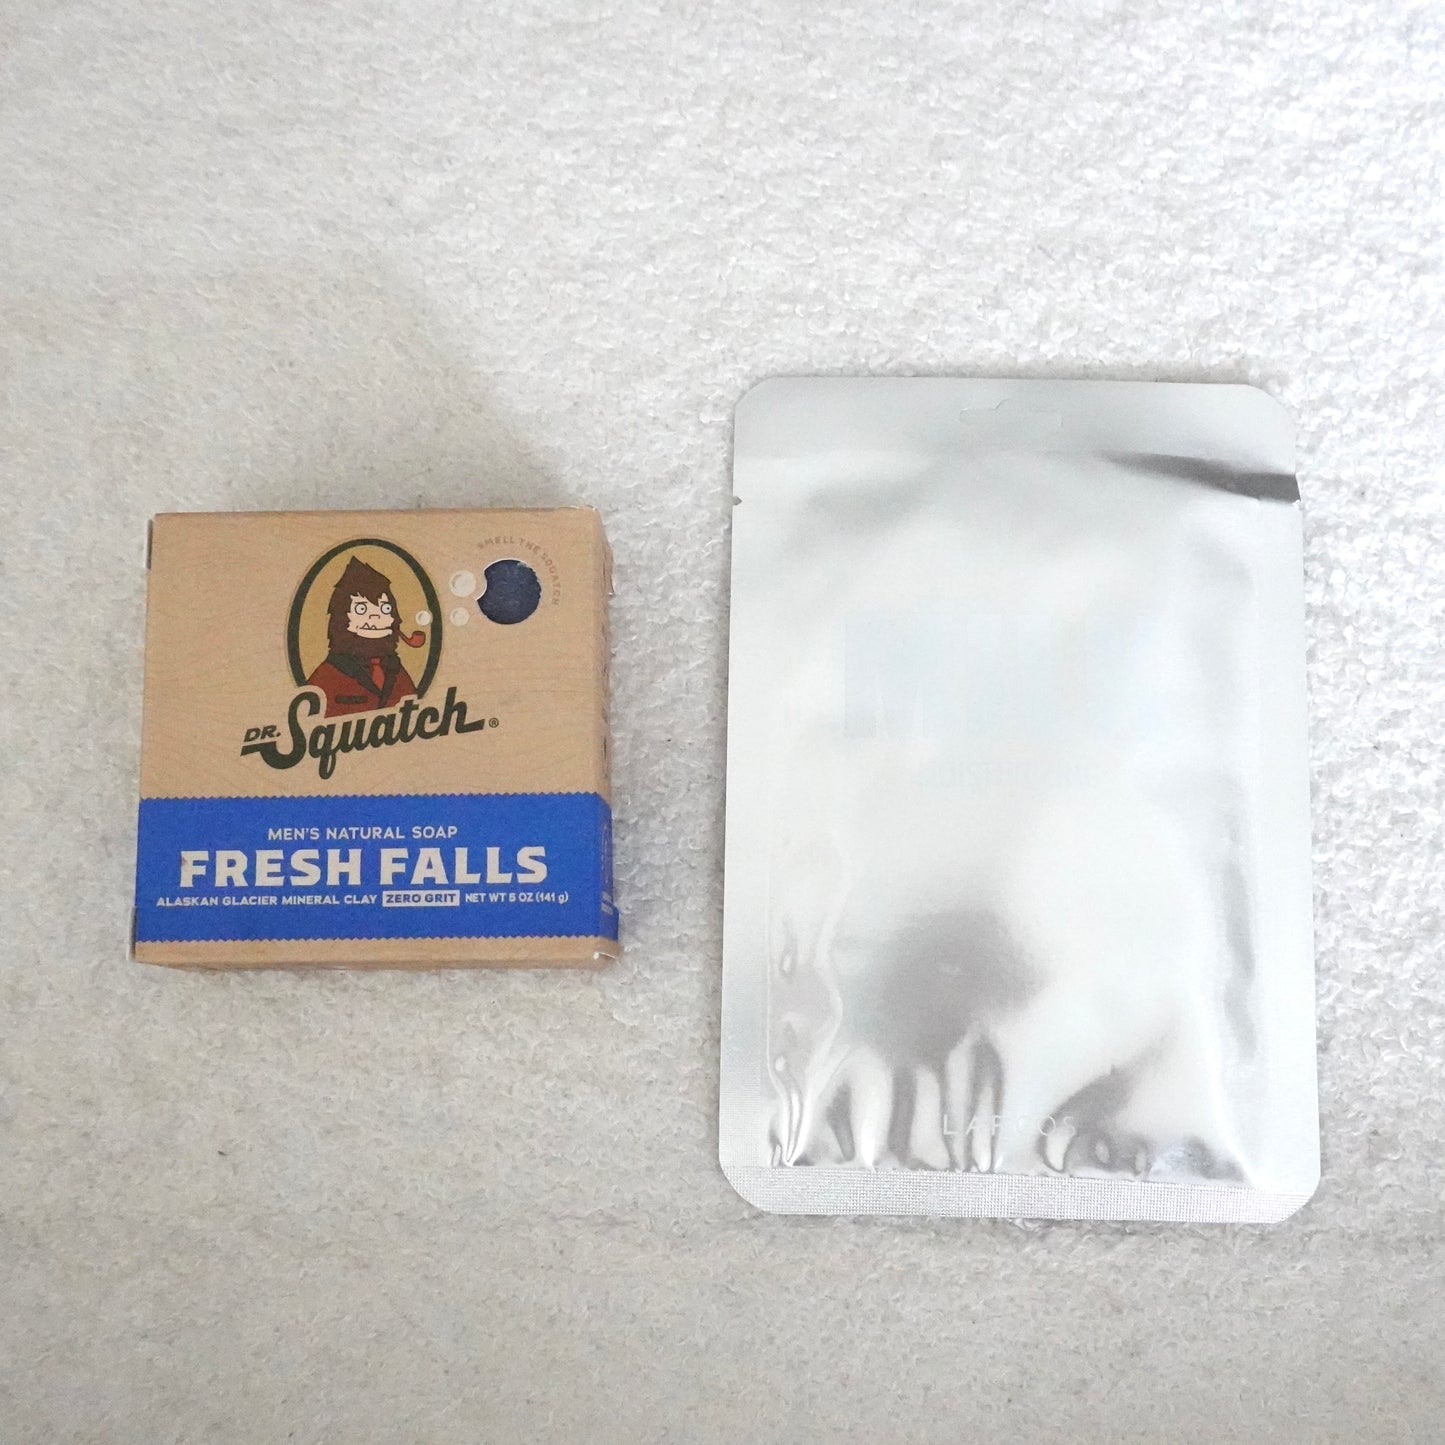 SMELL THE SQUATCH
DR. Squatch®
MEN'S NATURAL SOAP
FRESH FALLS
ALASKAN GLACIER MINERAL CLAY ZERO GRIT NET WT 5 OZ (141 g)